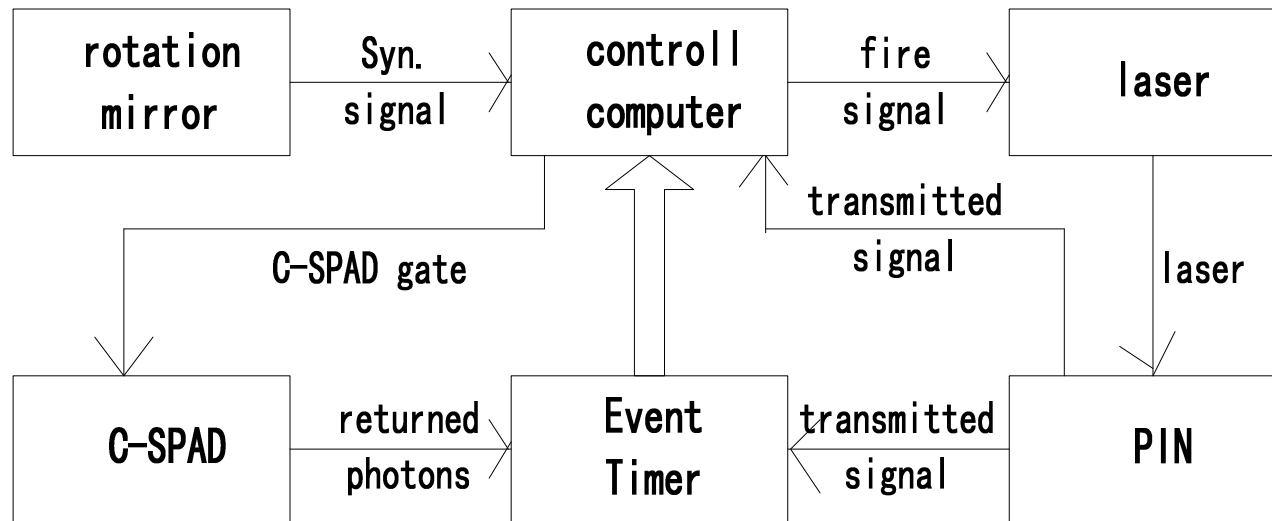 rotation
mirror
Syn.
signal
controll
computer
fire
signal
laser
transmitted
signal
C-SPAD gate
laser
C-SPAD
returned
photons
Event
Timer
transmitted
signal
PIN